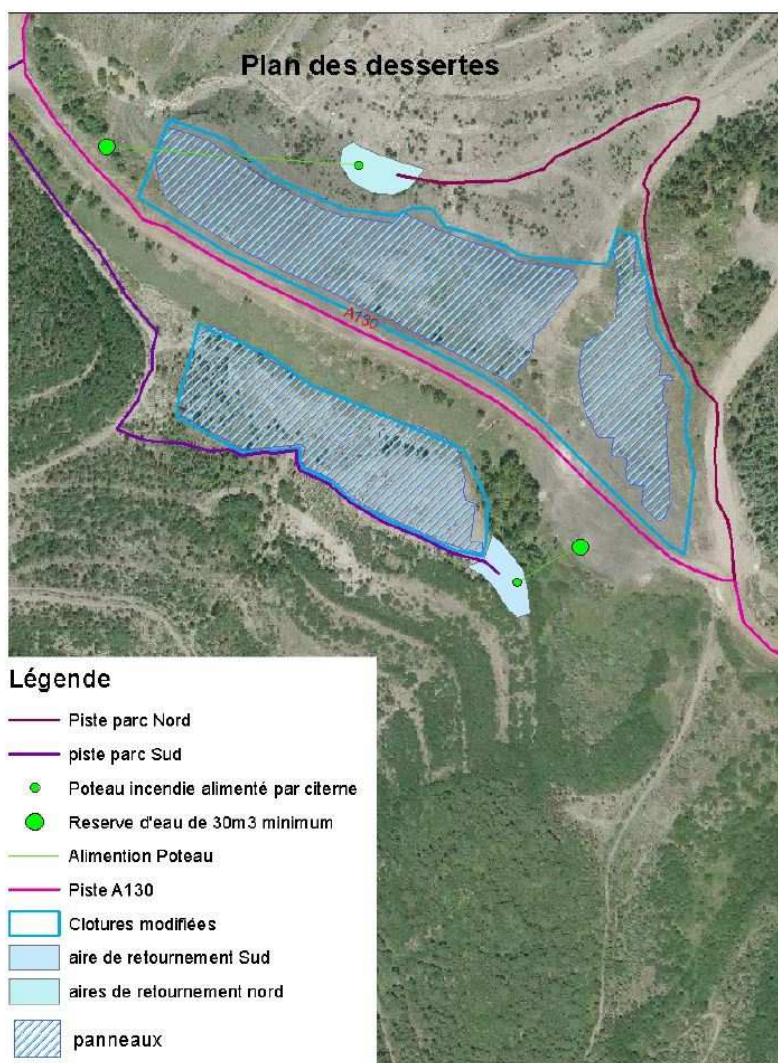 Plan des dessertes
A130
Légende
Piste parc Nord
piste parc Sud
Poteau incendie alimenté par citerne
Reserve d'eau de 30m3 minimum
Alimention Poteau
Piste A130
Clotures modifiées
aire de retournement Sud
aires de retournement nord
panneaux